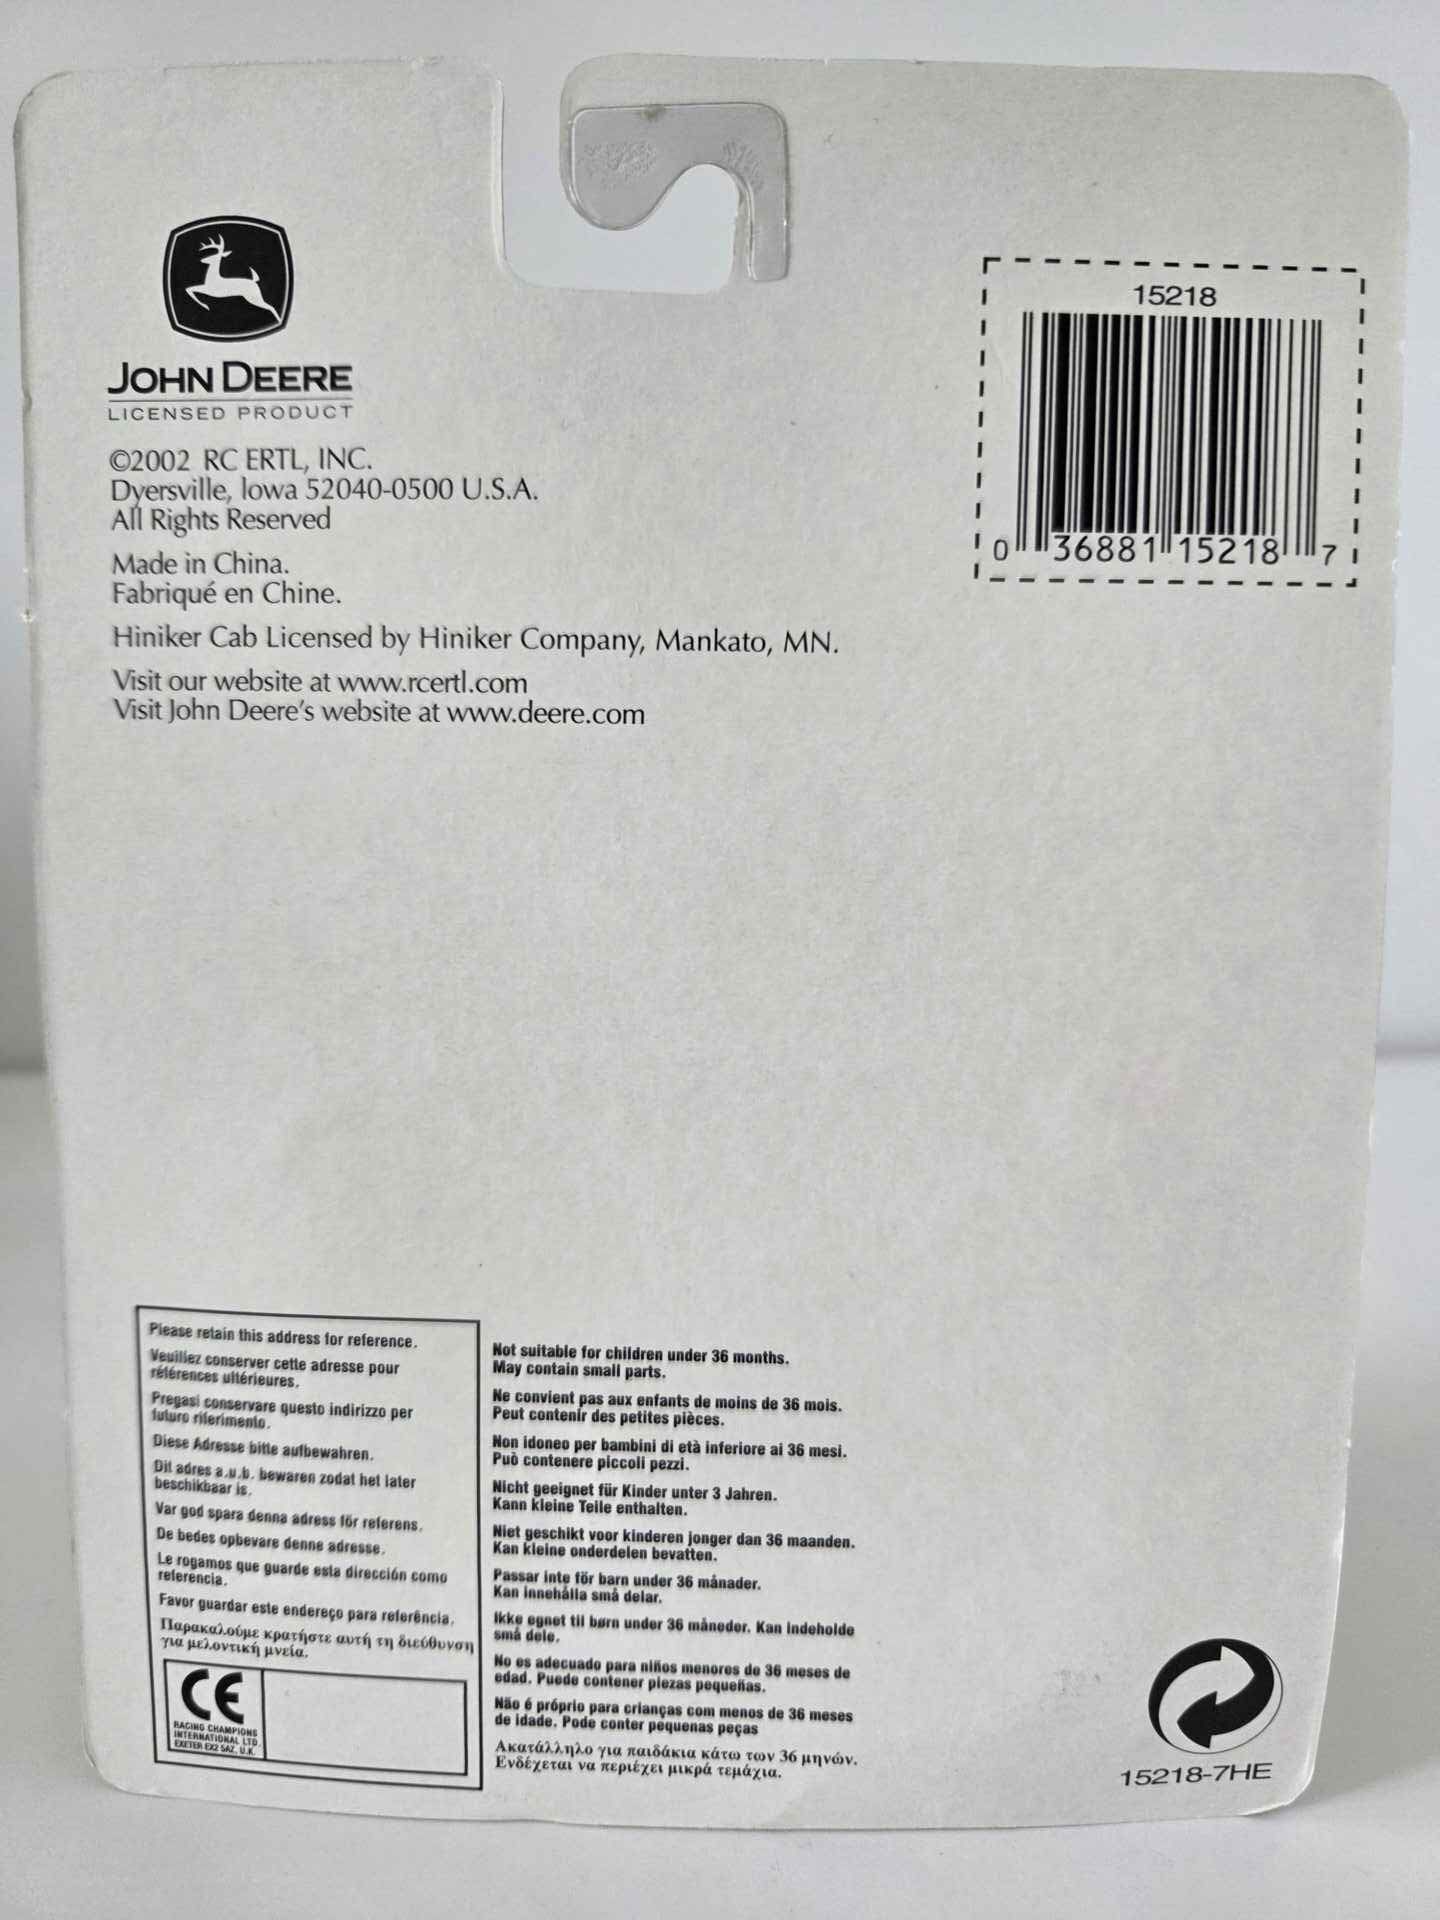 JOHN DEERE
LICENSED PRODUCT
©2002 RC ERTL, INC.
Dyersville, Iowa 52040-0500 U.S.A.
All Rights Reserved
Made in China.
Fabriqué en Chine.
Hiniker Cab Licensed by Hiniker Company, Mankato, MN.
Visit our website at www.rcertl.com
Visit John Deere's website at www.deere.com
15218
0 36881 15218 7
Please retain this address for reference.
Veuillez conserver cette adresse pour
références ultérieures.
Pregasi conservare questo indirizzo per
futuro riferimento.
Diese Adresse bitte aufbewahren.
Dit adres a.u.b. bewaren zodat het later
beschikbaar is.
Var god spara denna adress för referens.
De bedes opbevare denne adresse.
Le rogamos que guarde esta dirección como
referencia.
Favor guardar este endereço para referência.
Παρακαλούμε κρατήστε αυτή τη διεύθυνση
για μελοντική μνεία.
CE
RACING CHAMPIONS
INTERNATIONAL LTD.
EXETER EX2 5AZ, U.K.
Not suitable for children under 36 months.
May contain small parts.
Ne convient pas aux enfants de moins de 36 mois.
Peut contenir des petites pièces.
Non idoneo per bambini di età inferiore ai 36 mesi.
Può contenere piccoli pezzi.
Nicht geeignet für Kinder unter 3 Jahren.
Kann kleine Teile enthalten.
Niet geschikt voor kinderen jonger dan 36 maanden.
Kan kleine onderdelen bevatten.
Passar inte för barn under 36 månader.
Kan innehålla små delar.
Ikke egnet til børn under 36 måneder. Kan indeholde
små dele.
No es adecuado para niños menores de 36 meses de
edad. Puede contener piezas pequeñas.
Não é próprio para crianças com menos de 36 meses
de idade. Pode conter pequenas peças
Ακατάλληλο για παιδάκια κάτω των 36 μηνών.
Ενδέχεται να περιέχει μικρά τεμάχια.
15218-7HE